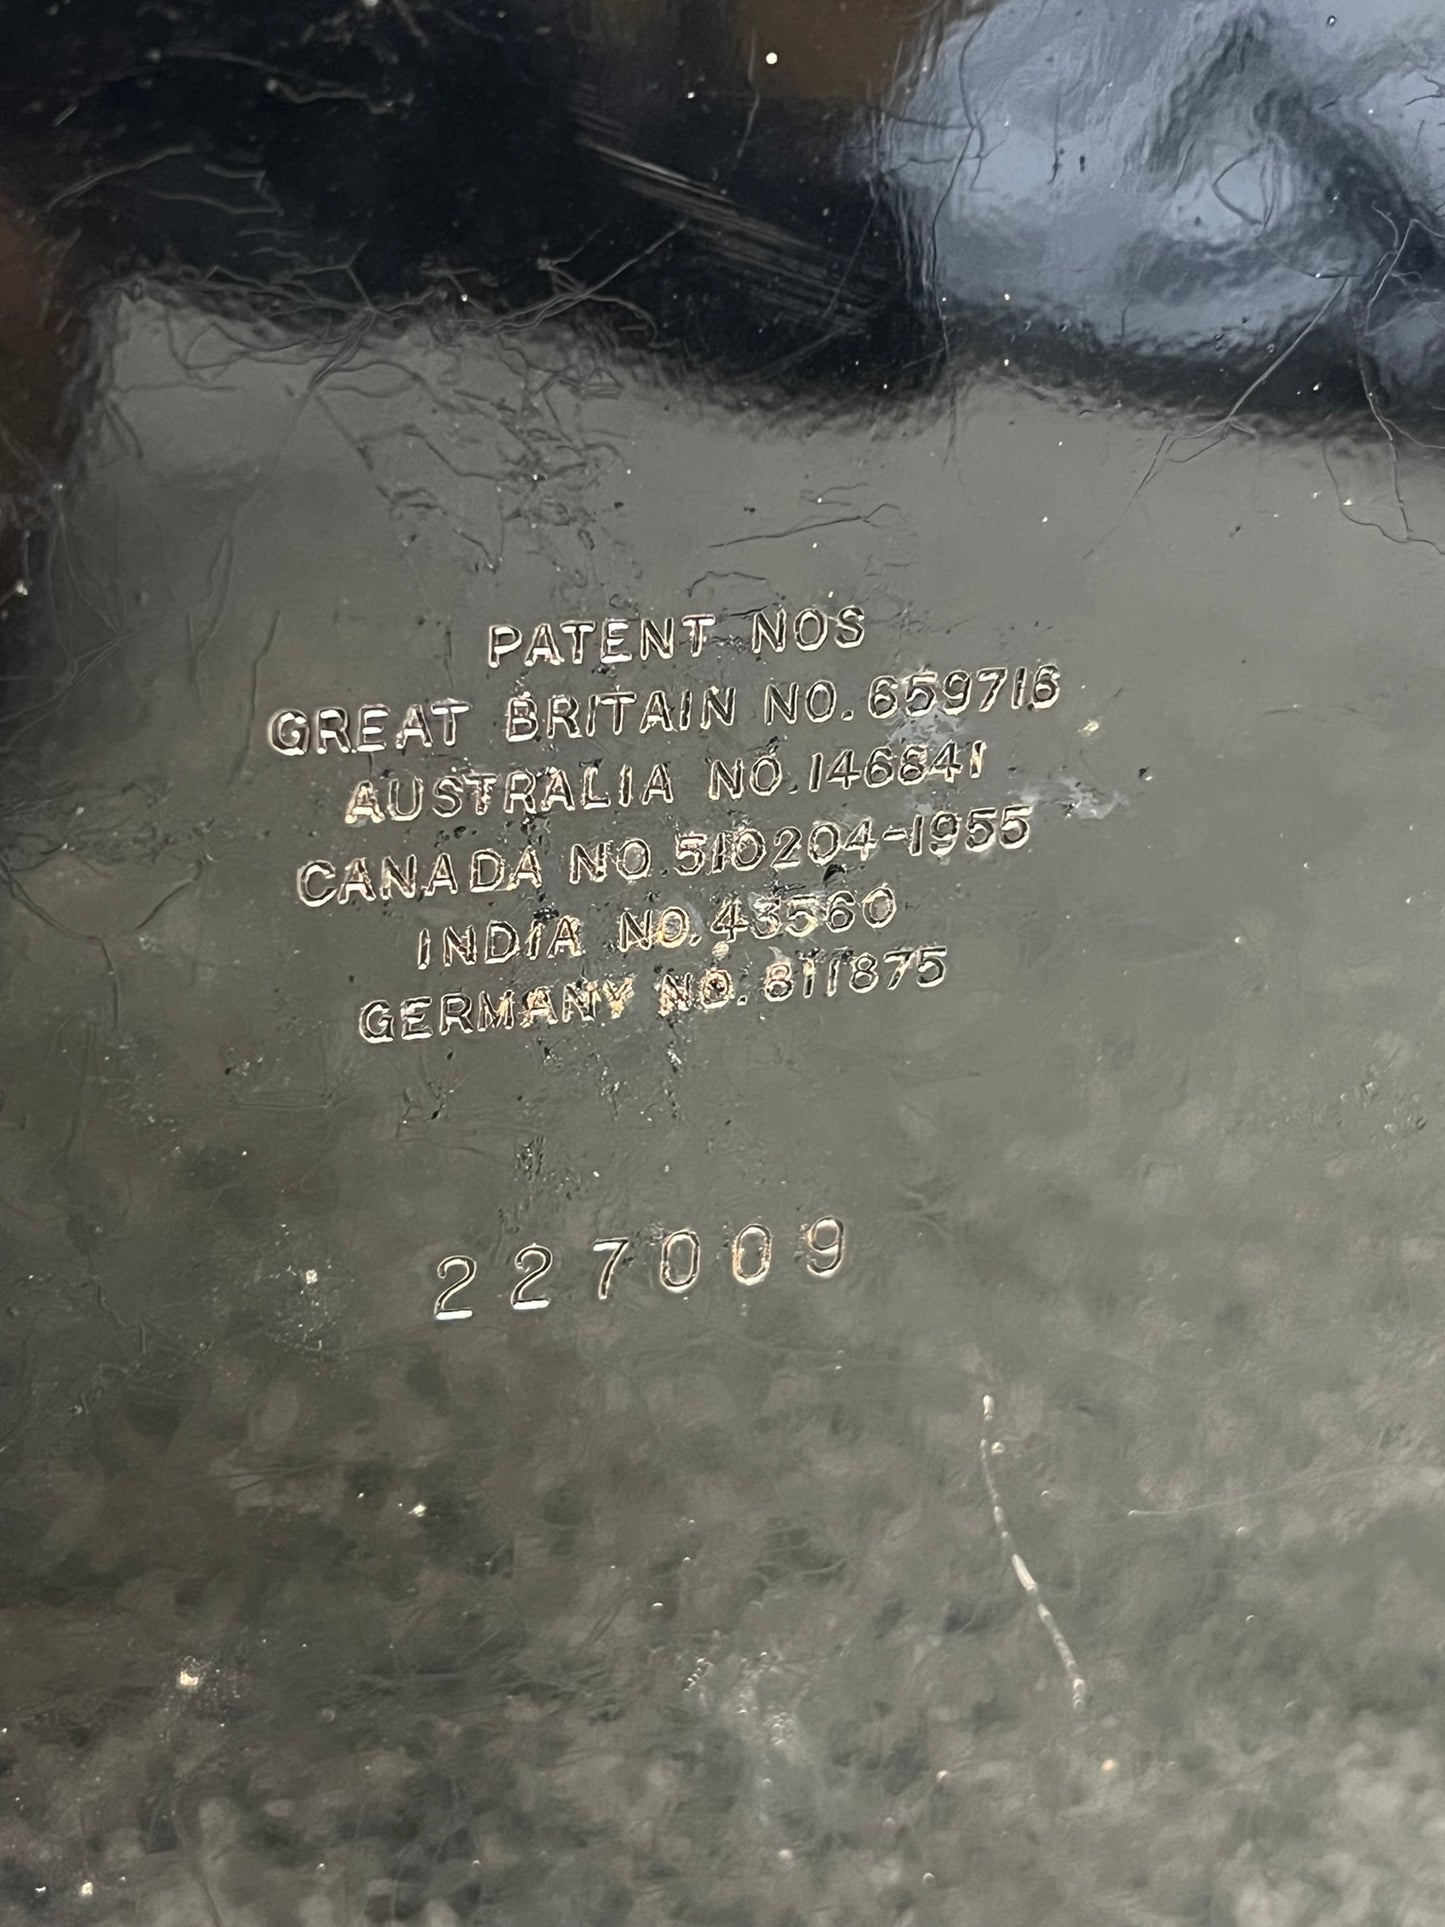 PATENT NOS
GREAT BRITAIN NO. 659716
AUSTRALIA NO. 146841
CANADA NO. 510204-1955
INDIA NO. 43560
GERMANY NO. 811875
227009